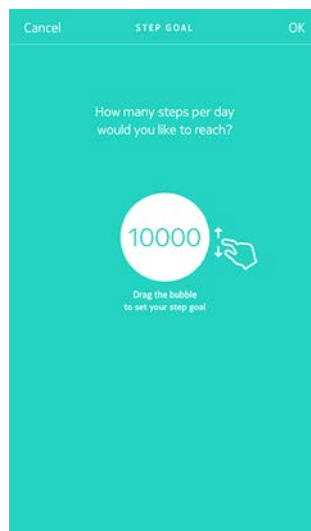 Cancel STEP GOAL OK
How many steps per day
would you like to reach?
10000
Drag the bubble
to set your step goal